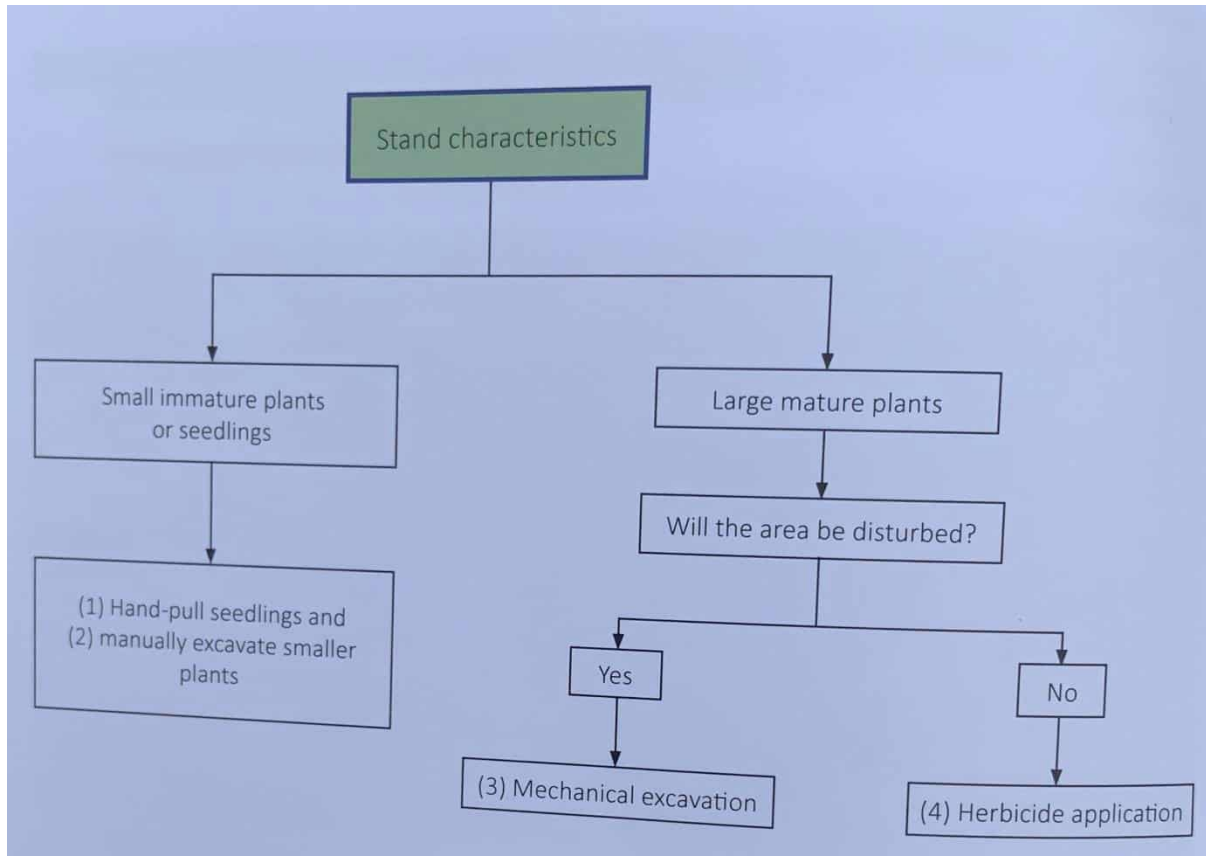 Stand characteristics
Small immature plants
or seedlings
(1) Hand-pull seedlings and
(2) manually excavate smaller
plants
Large mature plants
Will the area be disturbed?
Yes
No
(3) Mechanical excavation
(4) Herbicide application